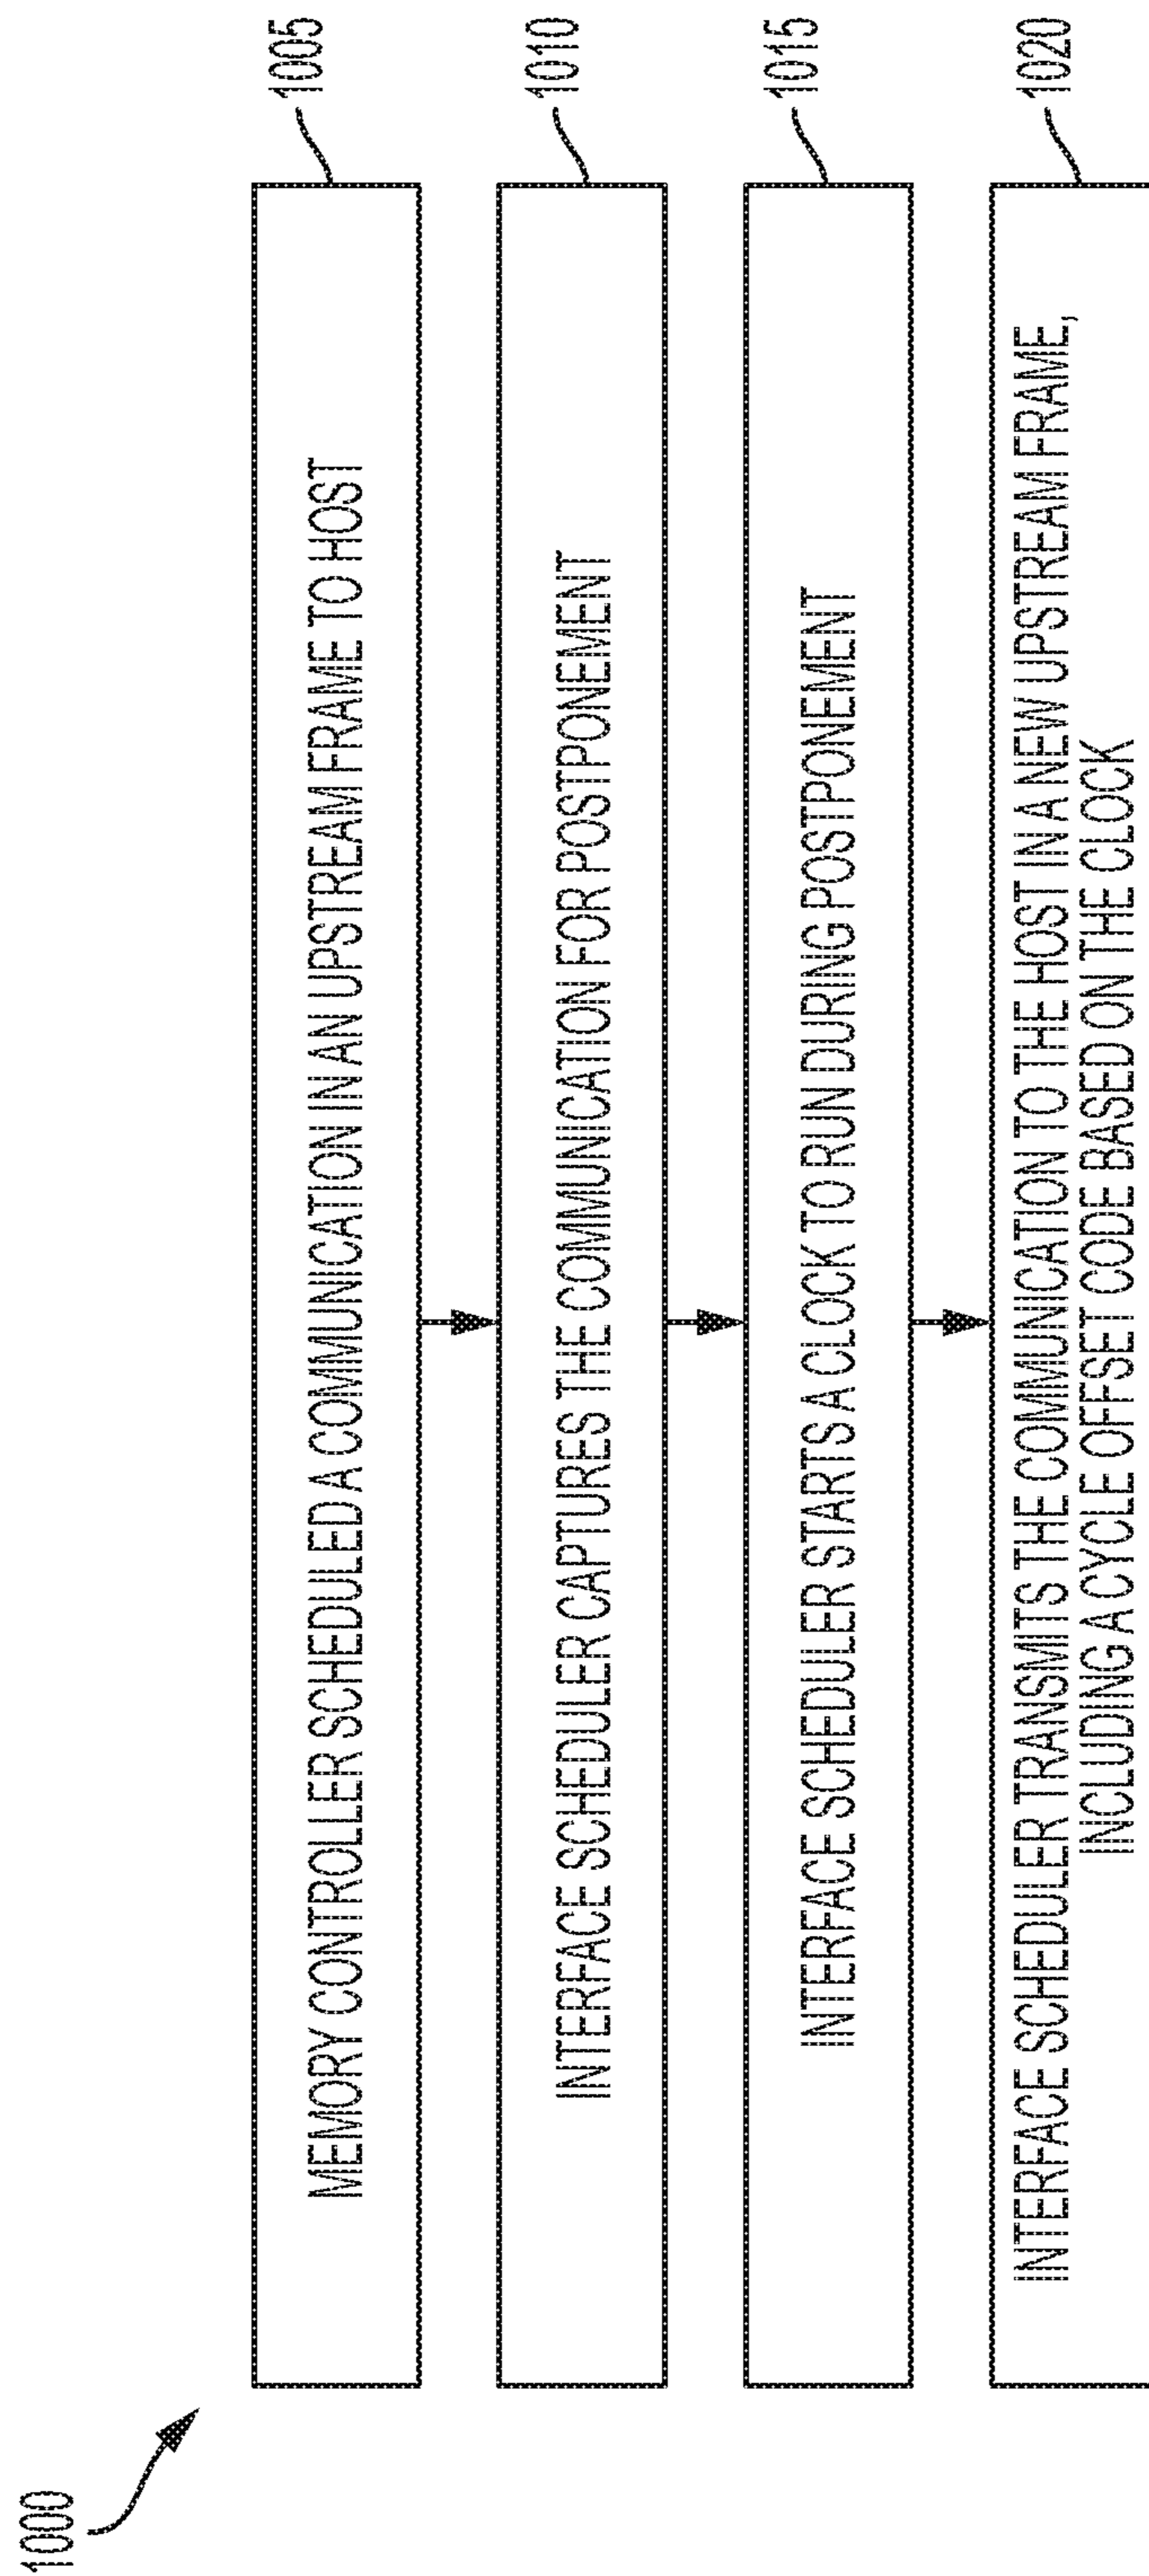 1000
MEMORY CONTROLLER SCHEDULED A COMMUNICATION IN AN UPSTREAM FRAME TO HOST
1005
INTERFACE SCHEDULER CAPTURES THE COMMUNICATION FOR POSTPONEMENT
1010
INTERFACE SCHEDULER STARTS A CLOCK TO RUN DURING POSTPONEMENT
1015
INTERFACE SCHEDULER TRANSMITS THE COMMUNICATION TO THE HOST IN A NEW UPSTREAM FRAME,
INCLUDING A CYCLE OFFSET CODE BASED ON THE CLOCK
1020